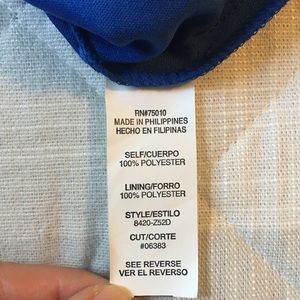 RN#75010
MADE IN PHILIPPINES
HECHO EN FILIPINAS
SELF/CUERPO
100% POLYESTER
LINING/FORRO
100% POLYESTER
STYLE/ESTILO
8420-Z52D
CUT/CORTE
#06383
SEE REVERSE
VER EL REVERSO